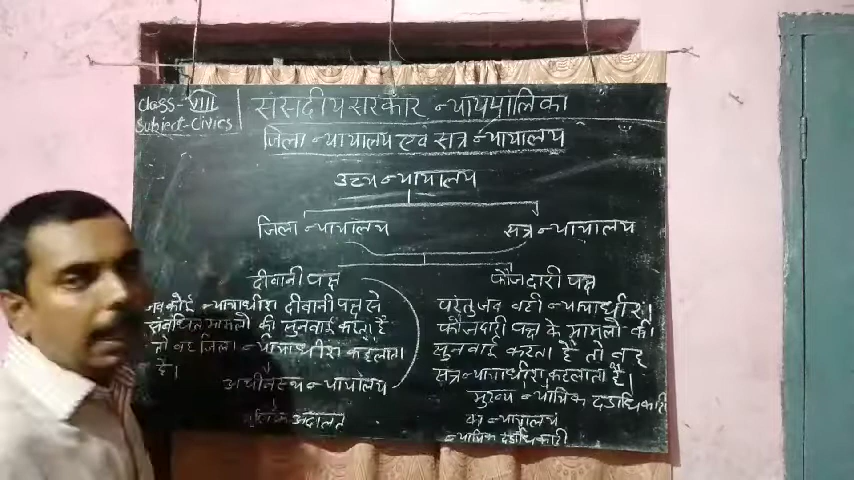 Class-VIII
Subject-Civics
संसदीय सरकार न्यायपालिका
जिला न्यायालय एवं सत्र न्यायालय
उच्च न्यायालय
जिला न्यायालय सत्र न्यायालय
दीवानी पक्ष
जब कोई न्यायाधीश दीवानी पक्ष से
संबंधित मामलों की सुनवाई करता है
तो वह जिला न्यायाधीश कहलाता
है।
अधीनस्थ न्यायालय
अदालत
फौजदारी पक्ष
परंतु जब वही न्यायाधीश
फौजदारी पक्ष के मामलों की
सुनवाई करता है तो वह
सत्र न्यायाधीश कहलाता है।
मुख्य न्यायिक दंडाधिकारी
का न्यायालय
न्यायिक दंडाधिकारी